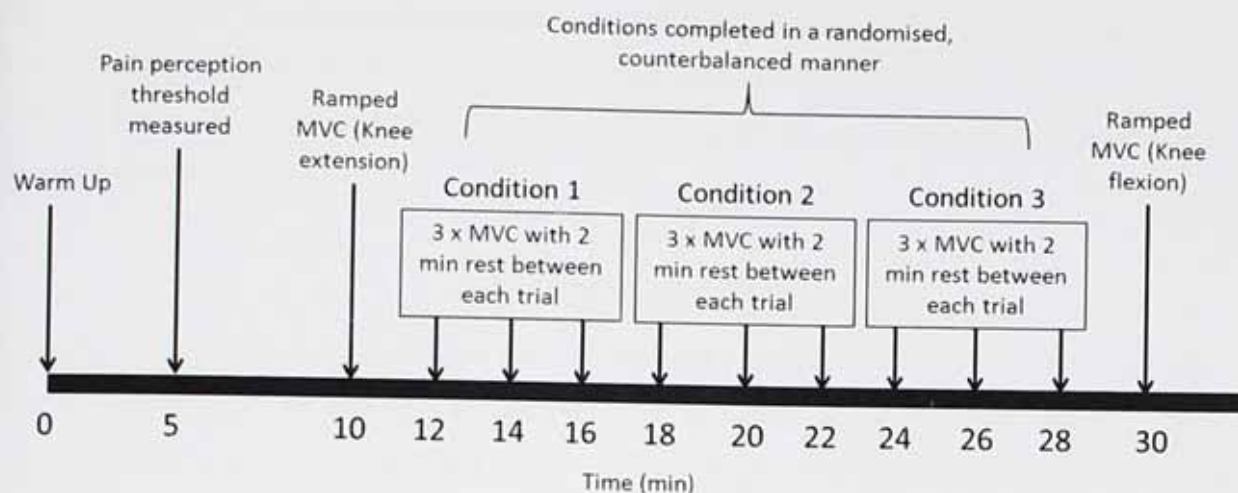 Conditions completed in a randomised,
counterbalanced manner
Pain perception
threshold
measured
Ramped
MVC (Knee
extension)
Ramped
MVC (Knee
flexion)
Warm Up
Condition 1
3 x MVC with 2
min rest between
each trial
Condition 2
3 x MVC with 2
min rest between
each trial
Condition 3
3 x MVC with 2
min rest between
each trial
0 5 10 12 14 16 18 20 22 24 26 28 30
Time (min)